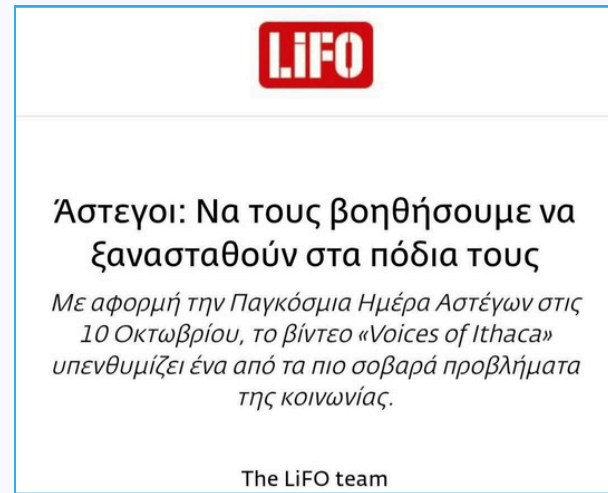 LiFO
Άστεγοι: Να τους βοηθήσουμε να
ξανασταθούν στα πόδια τους
Με αφορμή την Παγκόσμια Ημέρα Αστέγων στις
10 Οκτωβρίου, το βίντεο «Voices of Ithaca»
υπενθυμίζει ένα από τα πιο σοβαρά προβλήματα
της κοινωνίας.
The LiFO team